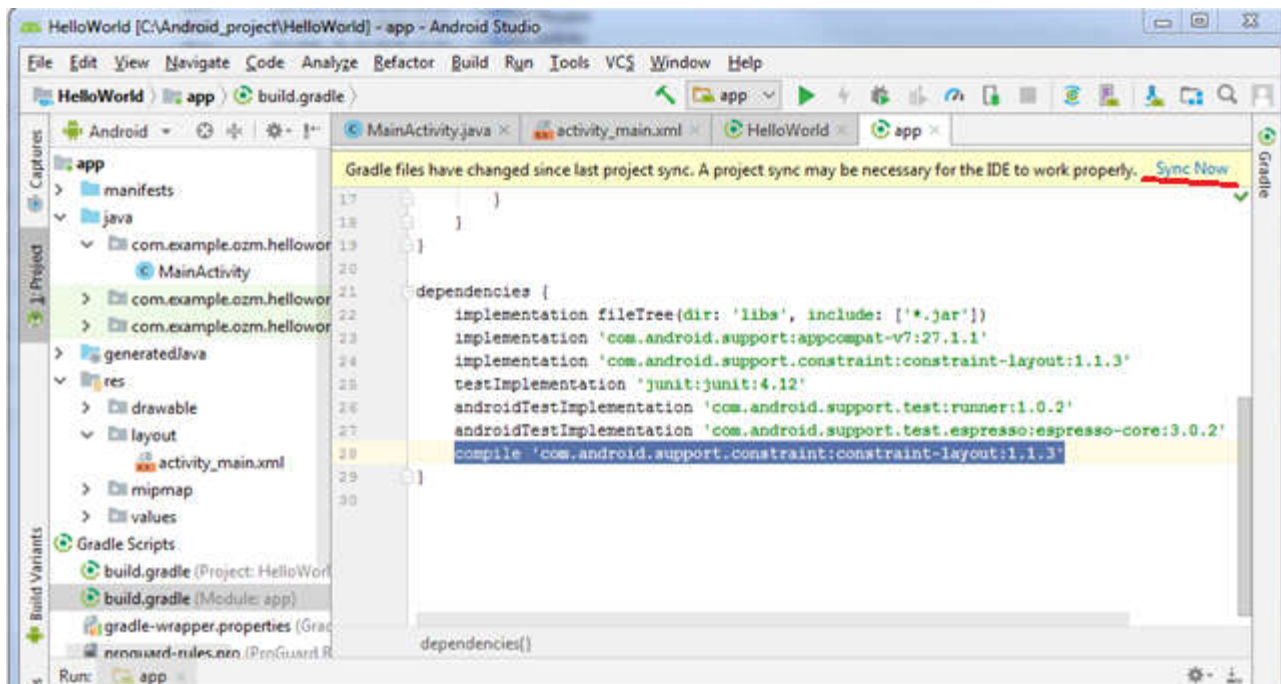 HelloWorld [C:\Android_project\HelloWorld] - app - Android Studio
File Edit View Navigate Code Analyze Refactor Build Run Tools VCS Window Help
HelloWorld app build.gradle
app
Android
MainActivity.java
activity_main.xml
HelloWorld
app
Gradle files have changed since last project sync. A project sync may be necessary for the IDE to work properly. Sync Now
Captures
1: Project
Build Variants
Gradle
app
manifests
java
com.example.ozm.hellowor
MainActivity
com.example.ozm.hellowor
com.example.ozm.hellowor
generatedJava
res
drawable
layout
activity_main.xml
mipmap
values
Gradle Scripts
build.gradle (Project: HelloWorl
build.gradle (Module: app)
gradle-wrapper.properties (Grad
proguard-rules.pro (ProGuard R
17 }
18 }
19 }
20
21 dependencies {
22 implementation fileTree(dir: 'libs', include: ['*.jar'])
23 implementation 'com.android.support:appcompat-v7:27.1.1'
24 implementation 'com.android.support.constraint:constraint-layout:1.1.3'
25 testImplementation 'junit:junit:4.12'
26 androidTestImplementation 'com.android.support.test:runner:1.0.2'
27 androidTestImplementation 'com.android.support.test.espresso:espresso-core:3.0.2'
28 compile 'com.android.support.constraint:constraint-layout:1.1.3'
29 }
30
dependencies{}
Run: app